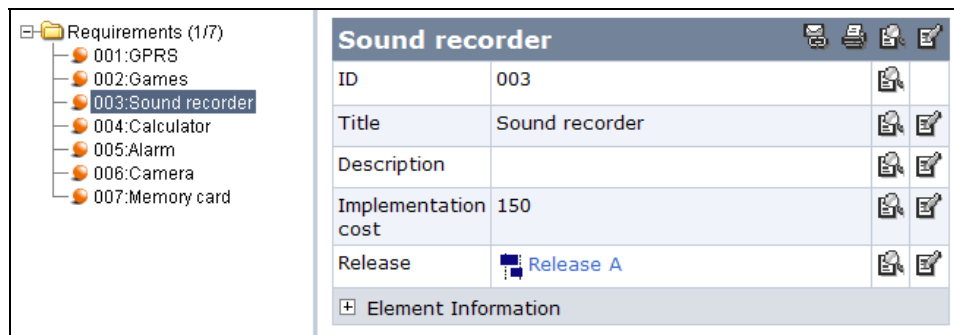 Requirements (1/7)
001:GPRS
002:Games
003:Sound recorder
004:Calculator
005:Alarm
006:Camera
007:Memory card
Sound recorder
ID 003
Title Sound recorder
Description
Implementation 150
cost
Release Release A
Element Information